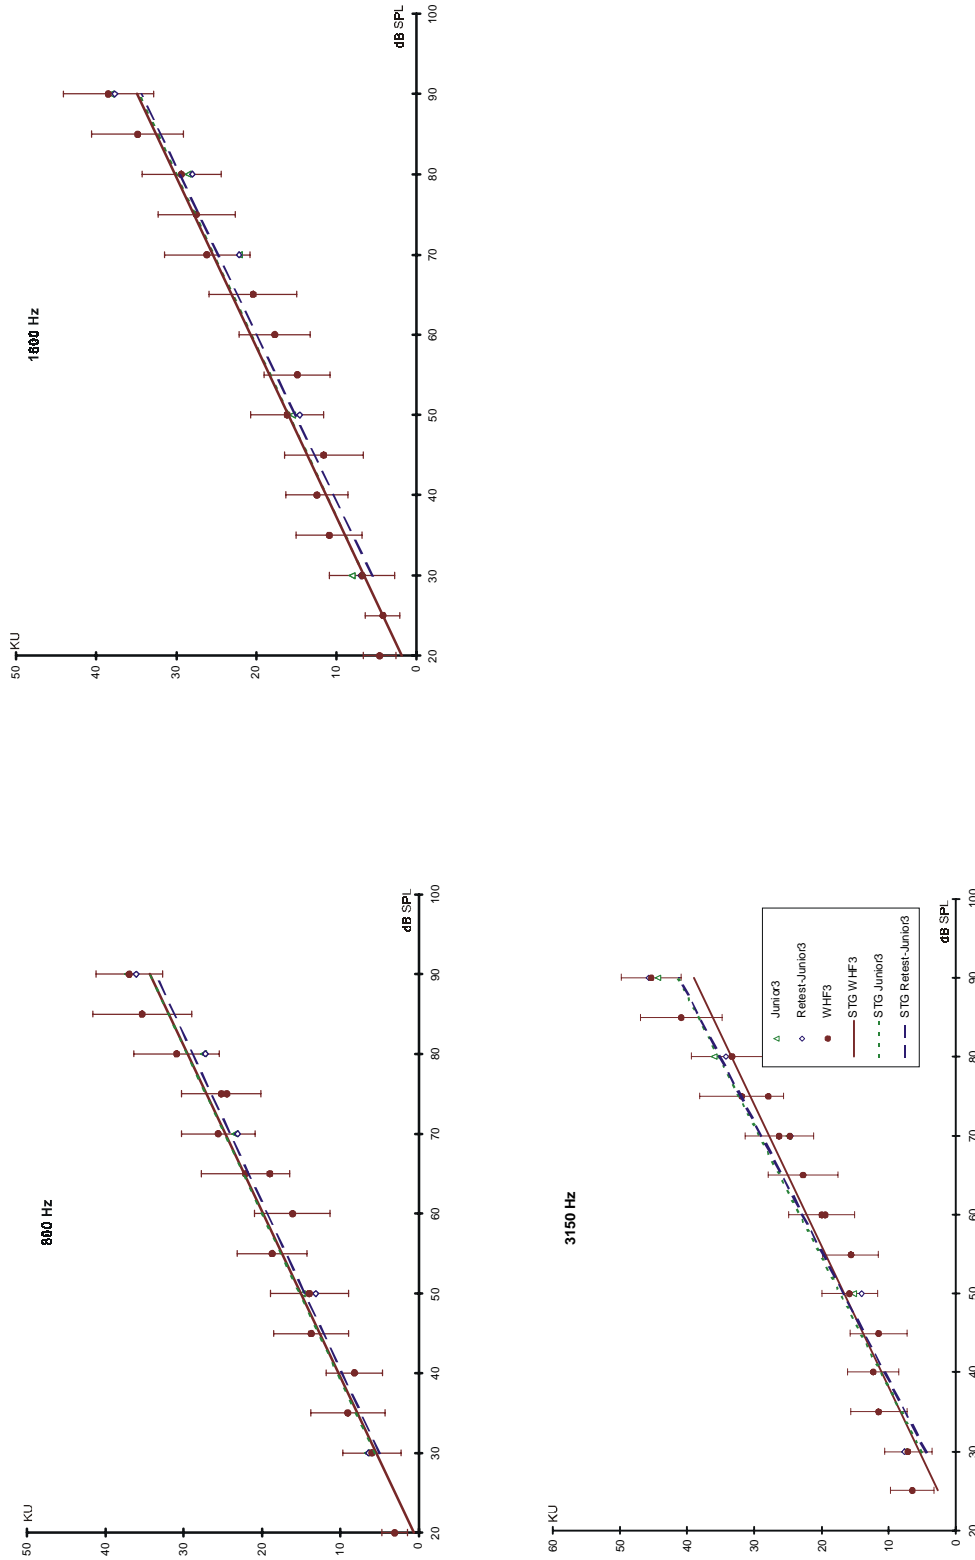 1600 Hz
50 KU
40
30
20
10
0
20 30 40 50 60 70 80 90 100
dB SPL
800 Hz
50 KU
40
30
20
10
0
20 30 40 50 60 70 80 90 100
dB SPL
3150 Hz
60 KU
50
40
30
20
10
0
20 30 40 50 60 70 80 90 100
dB SPL
Junior3
Retest-Junior3
WHF3
STG WHF3
STG Junior3
STG Retest-Junior3